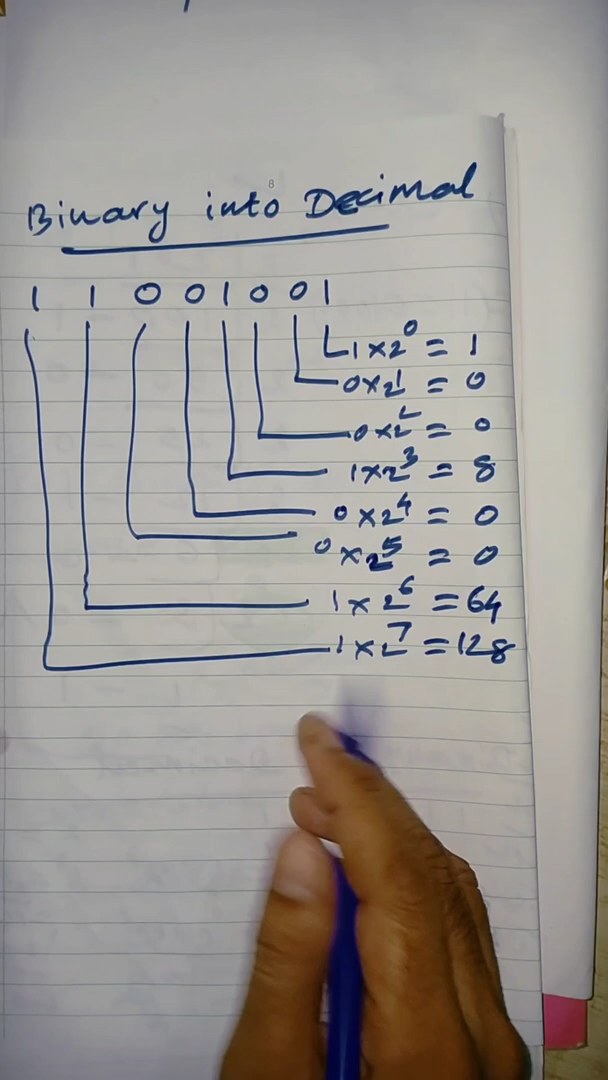 8
Binary into Decimal
1 1 0 0 1 0 0 1
1×2⁰ = 1
0×2¹ = 0
0×2² = 0
1×2³ = 8
0×2⁴ = 0
0×2⁵ = 0
1×2⁶ = 64
1×2⁷ = 128